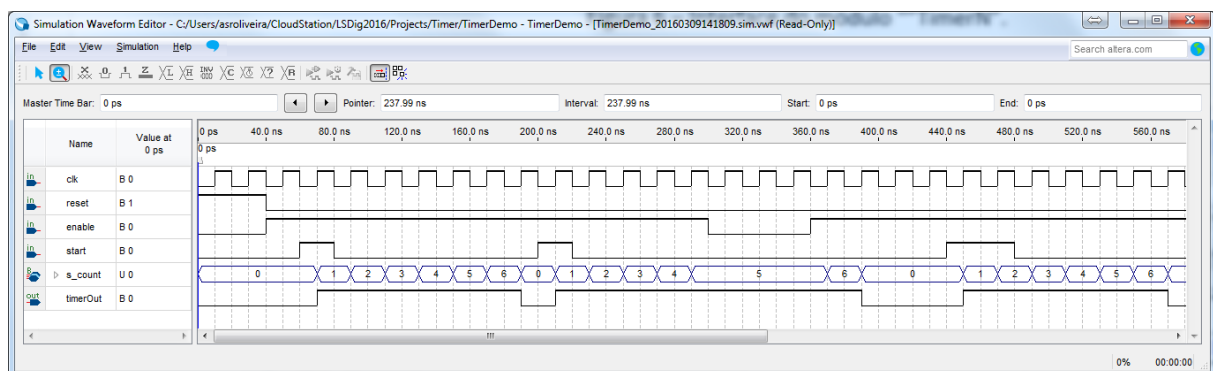 Simulation Waveform Editor - C:/Users/asroliveira/CloudStation/LSDig2016/Projects/Timer/TimerDemo - TimerDemo - [TimerDemo_20160309141809.sim.vwf (Read-Only)]
File Edit View Simulation Help
Search altera.com
Master Time Bar: 0 ps Pointer: 237.99 ns Interval: 237.99 ns Start: 0 ps End: 0 ps
Name Value at 0 ps
0 ps 40.0 ns 80.0 ns 120.0 ns 160.0 ns 200.0 ns 240.0 ns 280.0 ns 320.0 ns 360.0 ns 400.0 ns 440.0 ns 480.0 ns 520.0 ns 560.0 ns
0 ps
in clk B 0
in reset B 1
in enable B 0
in start B 0
s_count U 0 0 1 2 3 4 5 6 0 1 2 3 4 5 6 0 1 2 3 4 5 6
out timerOut B 0
0% 00:00:00